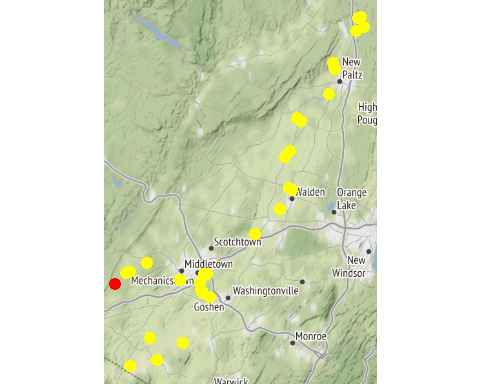 New
Paltz
High
Poug
Walden
Orange
Lake
Scotchtown
New
Windsor
Middletown
Mechanicstown
Washingtonville
Goshen
Monroe
Warwick